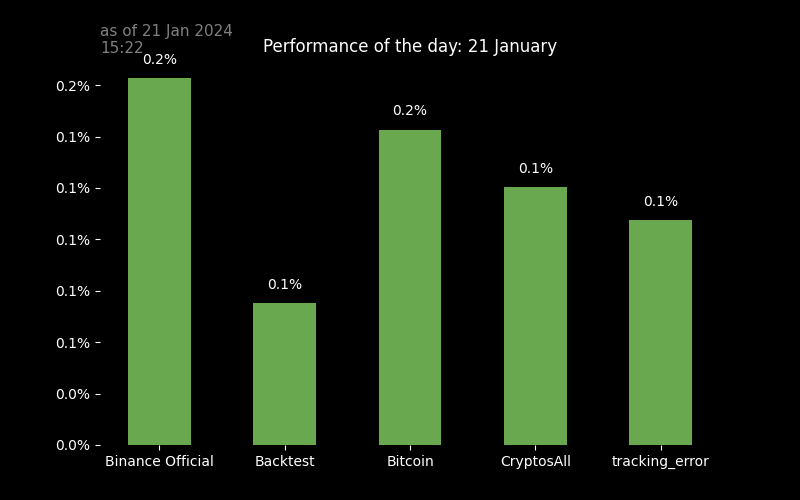 as of 21 Jan 2024
15:22
Performance of the day: 21 January
0.2%
0.1%
0.1%
0.1%
0.1%
0.1%
0.0%
0.0%
0.2%
0.1%
0.2%
0.1%
0.1%
Binance Official
Backtest
Bitcoin
CryptosAll
tracking_error